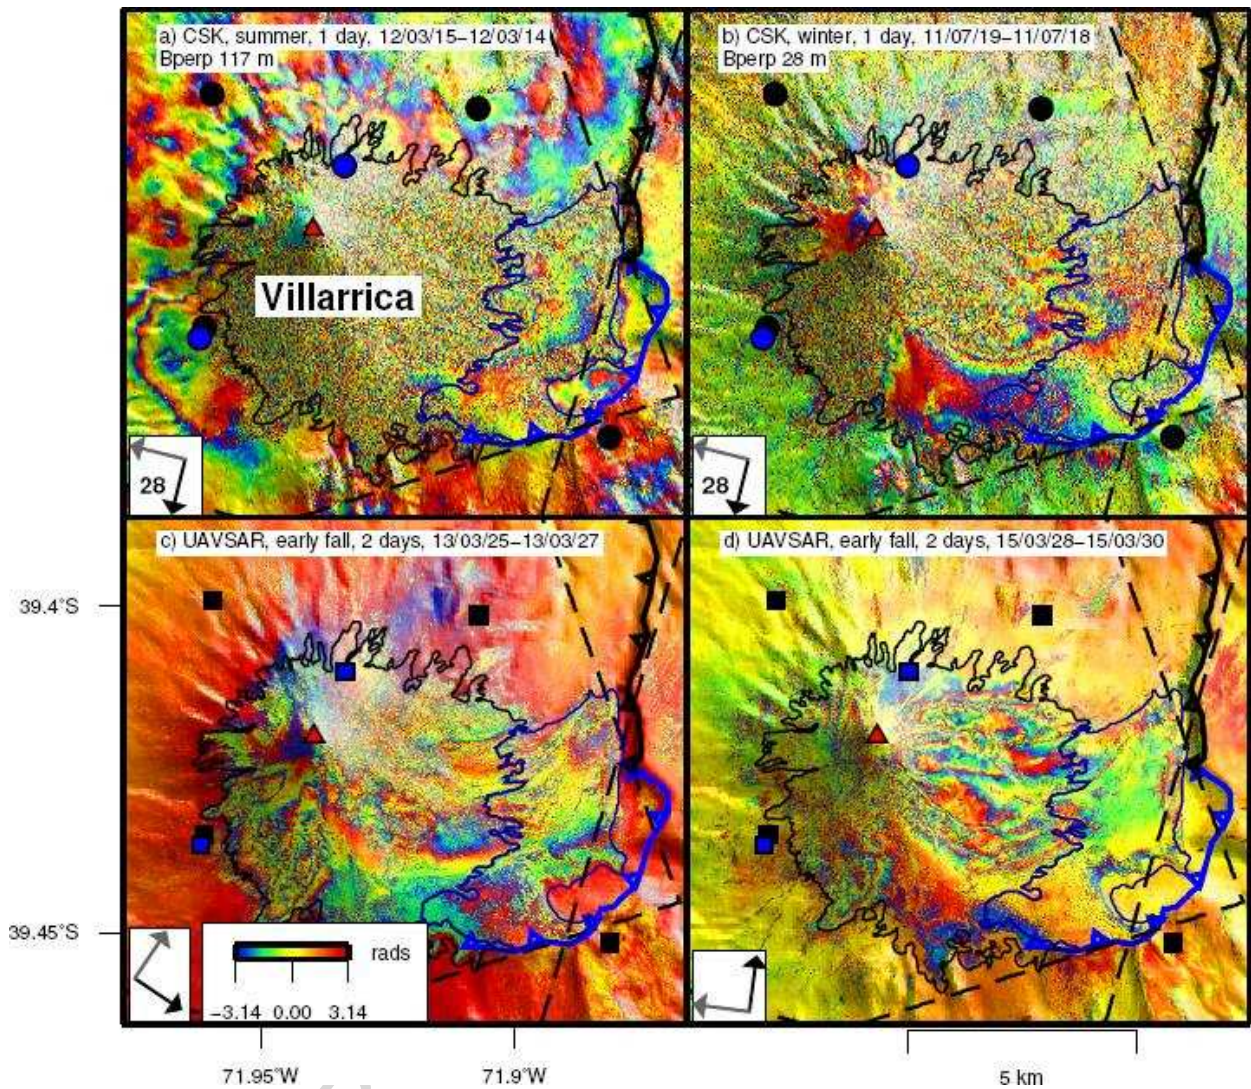 a) CSK, summer, 1 day, 12/03/15−12/03/14
Bperp 117 m
b) CSK, winter, 1 day, 11/07/19−11/07/18
Bperp 28 m
Villarrica
28
28
c) UAVSAR, early fall, 2 days, 13/03/25−13/03/27
d) UAVSAR, early fall, 2 days, 15/03/28−15/03/30
39.4°S
39.45°S
rads
−3.14 0.00 3.14
71.95°W
71.9°W
5 km